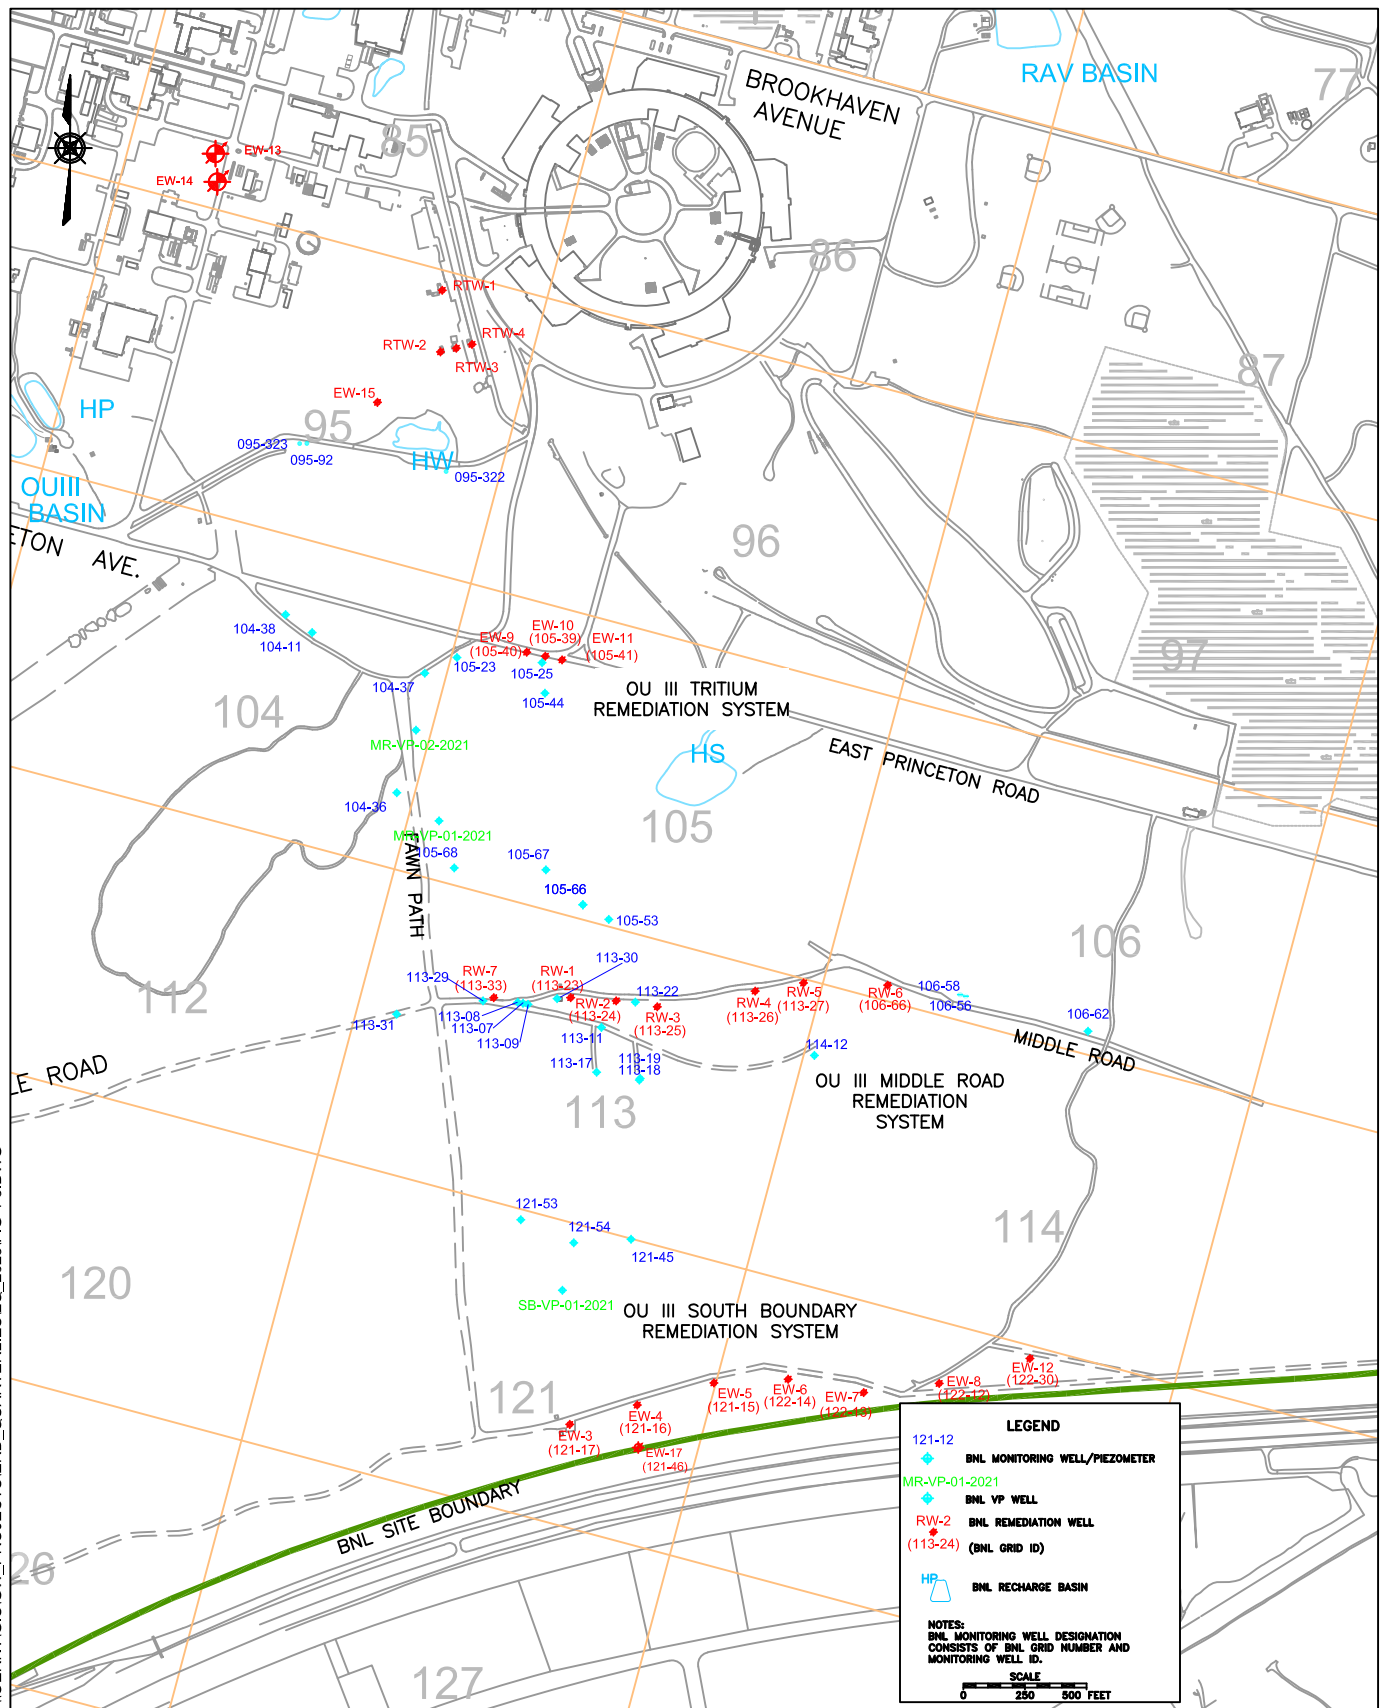 RAV BASIN
77
BROOKHAVEN
AVENUE
85
EW-13
EW-14
86
RTW-1
RTW-4
RTW-2
RTW-3
87
EW-15
HP
95
095-323
095-92
HW
095-322
OUIII
BASIN
ETON AVE.
96
97
104-38
104-11
EW-9
(105-40)
EW-10
(105-39)
EW-11
(105-41)
105-23
105-25
104-37
105-44
OU III TRITIUM
REMEDIATION SYSTEM
104
MR-VP-02-2021
HS
EAST PRINCETON ROAD
104-36
105
MR-VP-01-2021
FAWN PATH
105-68
105-67
105-66
105-53
106
113-30
113-29
RW-7
(113-33)
RW-1
(113-23)
RW-2
(113-24)
113-22
RW-3
(113-25)
RW-4
(113-26)
RW-5
(113-27)
RW-6
(106-66)
106-58
106-56
106-62
112
113-31
113-08
113-07
113-09
113-11
113-17
113-19
113-18
114-12
MIDDLE ROAD
LE ROAD
OU III MIDDLE ROAD
REMEDIATION
SYSTEM
113
121-53
121-54
121-45
114
120
SB-VP-01-2021
OU III SOUTH BOUNDARY
REMEDIATION SYSTEM
EW-12
(122-30)
EW-5
(121-15)
EW-6
(122-14)
EW-7
(122-13)
EW-8
(122-12)
121
EW-4
(121-16)
EW-3
(121-17)
EW-17
(121-46)
BNL SITE BOUNDARY
26
127
LEGEND
121-12
BNL MONITORING WELL/PIEZOMETER
MR-VP-01-2021
BNL VP WELL
RW-2
BNL REMEDIATION WELL
(113-24)
(BNL GRID ID)
HP
BNL RECHARGE BASIN
NOTES:
BNL MONITORING WELL DESIGNATION
CONSISTS OF BNL GRID NUMBER AND
MONITORING WELL ID.
SCALE
0 250 500 FEET